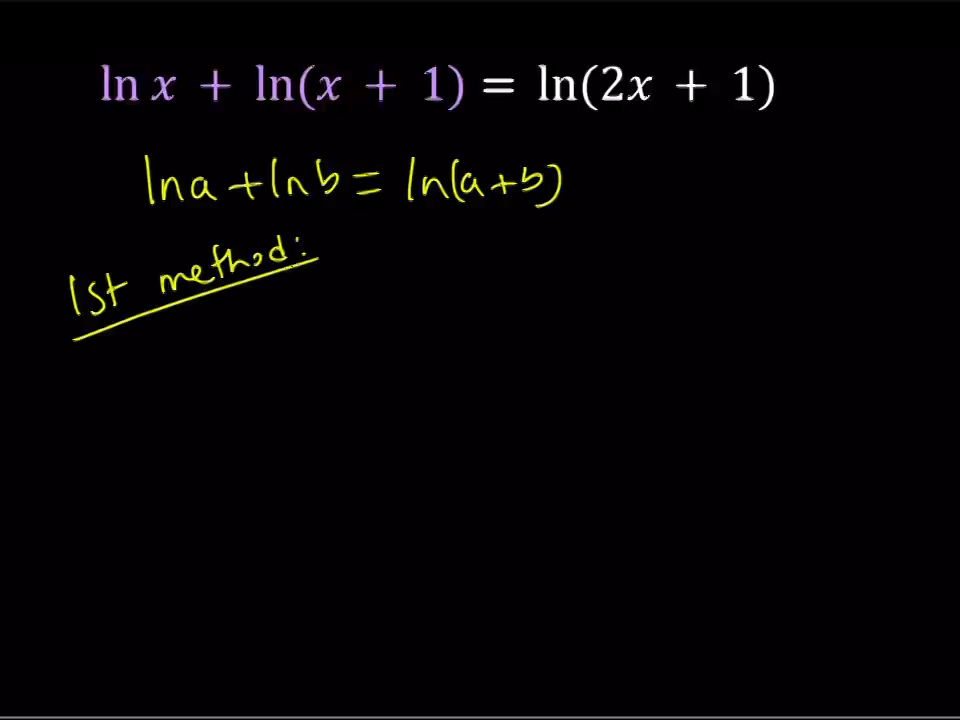 ln x + ln(x + 1) = ln(2x + 1)
lna + lnb = ln(a+b)
1st method: